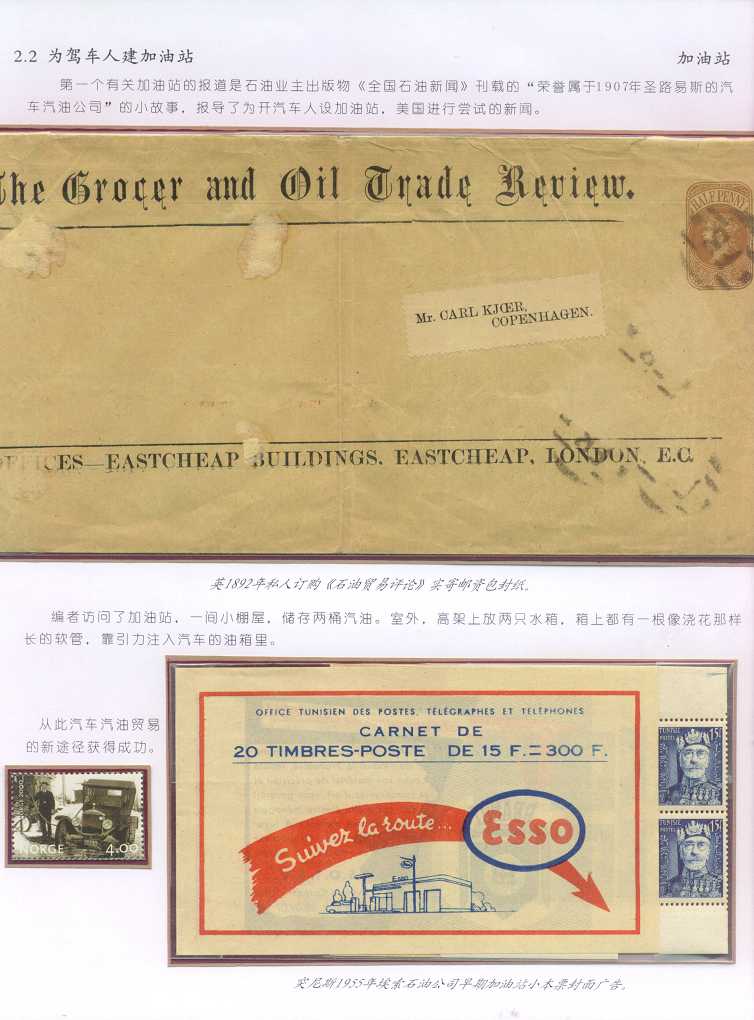 2.2 为驾车人建加油站 加油站
第一个有关加油站的报道是石油业主出版物《全国石油新闻》刊载的“荣誉属于1907年圣路易斯的汽
车汽油公司”的小故事，报导了为开汽车人设加油站，美国进行尝试的新闻。
The Grocer and Oil Trade Review.
HALF PENNY
Mr. CARL KJŒR,
COPENHAGEN.
OFFICES—EASTCHEAP BUILDINGS, EASTCHEAP, LONDON, E.C.
英1892年私人订购《石油贸易评论》实寄邮资包封纸。
编者访问了加油站，一间小棚屋，储存两桶汽油。室外，高架上放两只水箱，箱上都有一根像浇花那样
长的软管，靠引力注入汽车的油箱里。
从此汽车汽油贸易
的新途径获得成功。
NORGE 4.00
OFFICE TUNISIEN DES POSTES, TÉLÉGRAPHES ET TÉLÉPHONES
CARNET DE
20 TIMBRES-POSTE DE 15 F.= 300 F.
Suivez la route... Esso
Esso
TUNISIE 15F
POSTES
TUNISIE 15F
POSTES
突尼斯1955年埃索石油公司早期加油站小本票封面广告。